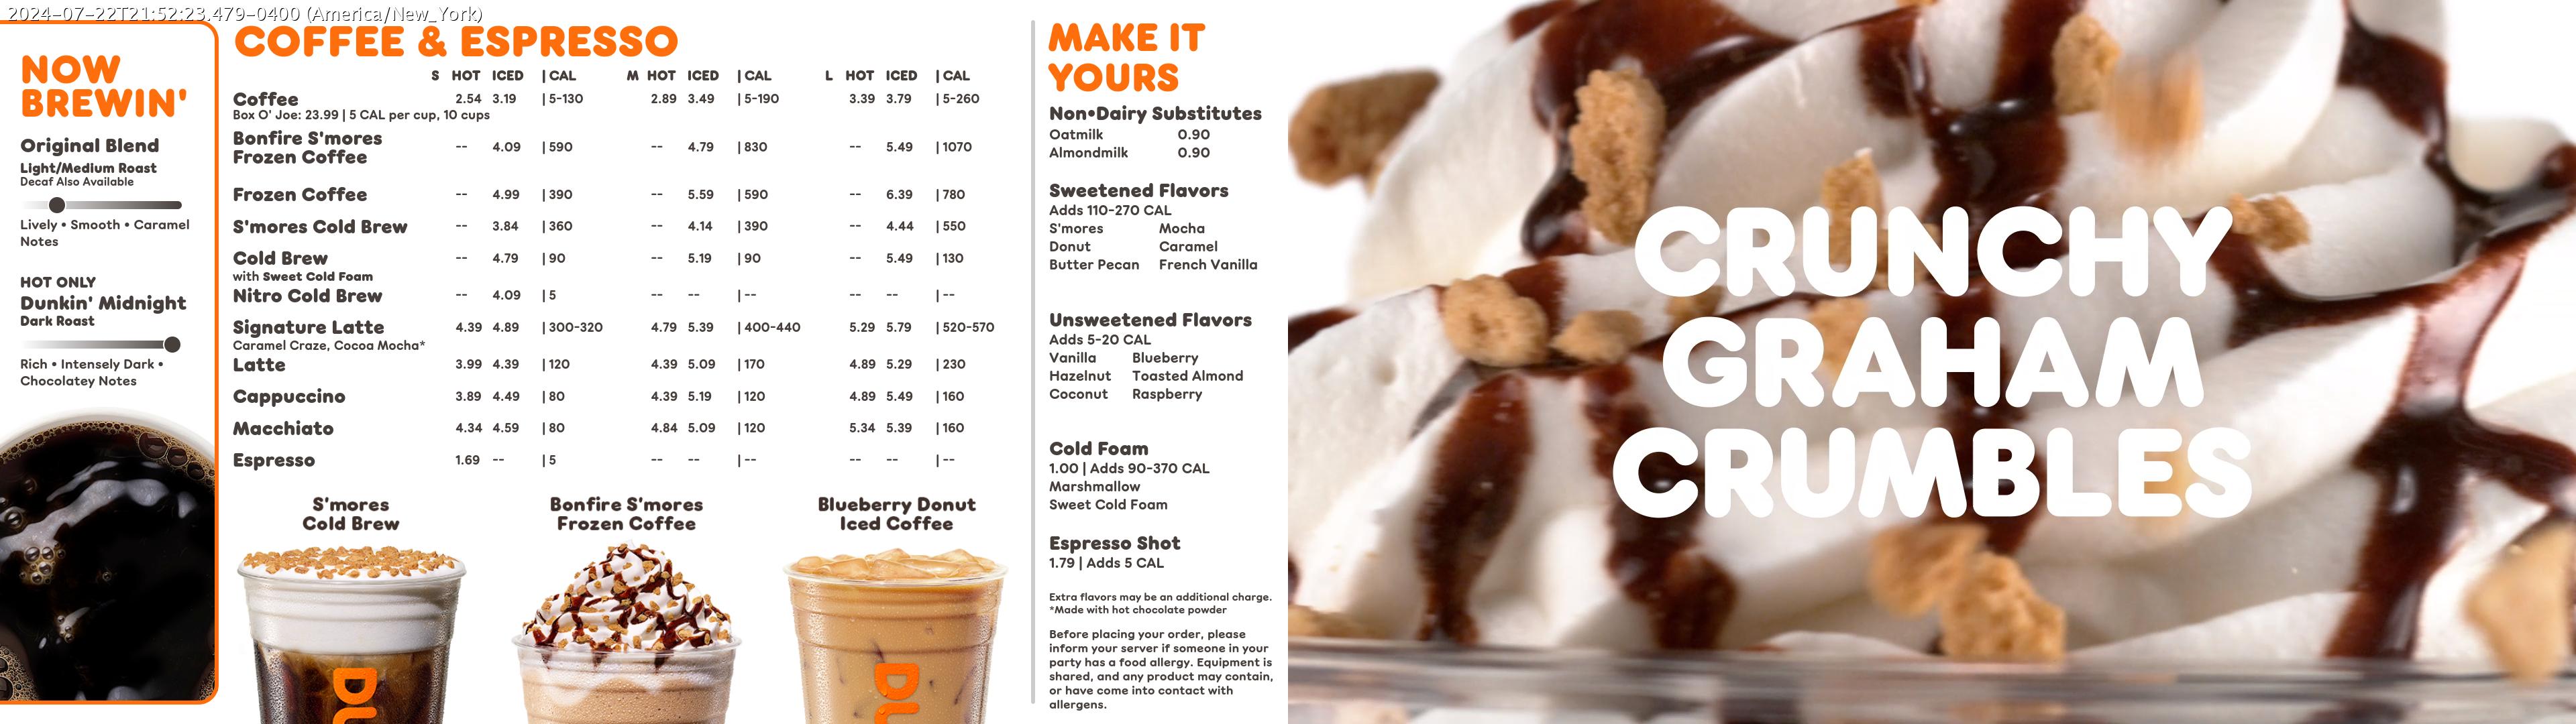 2024-07-22T21:52:23.479-0400 (America/New_York)
NOW
BREWIN'
Original Blend
Light/Medium Roast
Decaf Also Available
Lively • Smooth • Caramel
Notes
HOT ONLY
Dunkin' Midnight
Dark Roast
Rich • Intensely Dark •
Chocolatey Notes
COFFEE & ESPRESSO
S HOT ICED | CAL M HOT ICED | CAL L HOT ICED | CAL
Coffee 2.54 3.19 | 5-130 2.89 3.49 | 5-190 3.39 3.79 | 5-260
Box O' Joe: 23.99 | 5 CAL per cup, 10 cups
Bonfire S'mores
Frozen Coffee -- 4.09 | 590 -- 4.79 | 830 -- 5.49 | 1070
Frozen Coffee -- 4.99 | 390 -- 5.59 | 590 -- 6.39 | 780
S'mores Cold Brew -- 3.84 | 360 -- 4.14 | 390 -- 4.44 | 550
Cold Brew -- 4.79 | 90 -- 5.19 | 90 -- 5.49 | 130
with Sweet Cold Foam
Nitro Cold Brew -- 4.09 | 5 -- -- | -- -- -- | --
Signature Latte 4.39 4.89 | 300-320 4.79 5.39 | 400-440 5.29 5.79 | 520-570
Caramel Craze, Cocoa Mocha*
Latte 3.99 4.39 | 120 4.39 5.09 | 170 4.89 5.29 | 230
Cappuccino 3.89 4.49 | 80 4.39 5.19 | 120 4.89 5.49 | 160
Macchiato 4.34 4.59 | 80 4.84 5.09 | 120 5.34 5.39 | 160
Espresso 1.69 -- | 5 -- -- | -- -- -- | --
S'mores
Cold Brew
Bonfire S'mores
Frozen Coffee
Blueberry Donut
Iced Coffee
DU
DU
MAKE IT
YOURS
Non•Dairy Substitutes
Oatmilk 0.90
Almondmilk 0.90
Sweetened Flavors
Adds 110-270 CAL
S'mores Mocha
Donut Caramel
Butter Pecan French Vanilla
Unsweetened Flavors
Adds 5-20 CAL
Vanilla Blueberry
Hazelnut Toasted Almond
Coconut Raspberry
Cold Foam
1.00 | Adds 90-370 CAL
Marshmallow
Sweet Cold Foam
Espresso Shot
1.79 | Adds 5 CAL
Extra flavors may be an additional charge.
*Made with hot chocolate powder
Before placing your order, please
inform your server if someone in your
party has a food allergy. Equipment is
shared, and any product may contain,
or have come into contact with
allergens.
CRUNCHY
GRAHAM
CRUMBLES